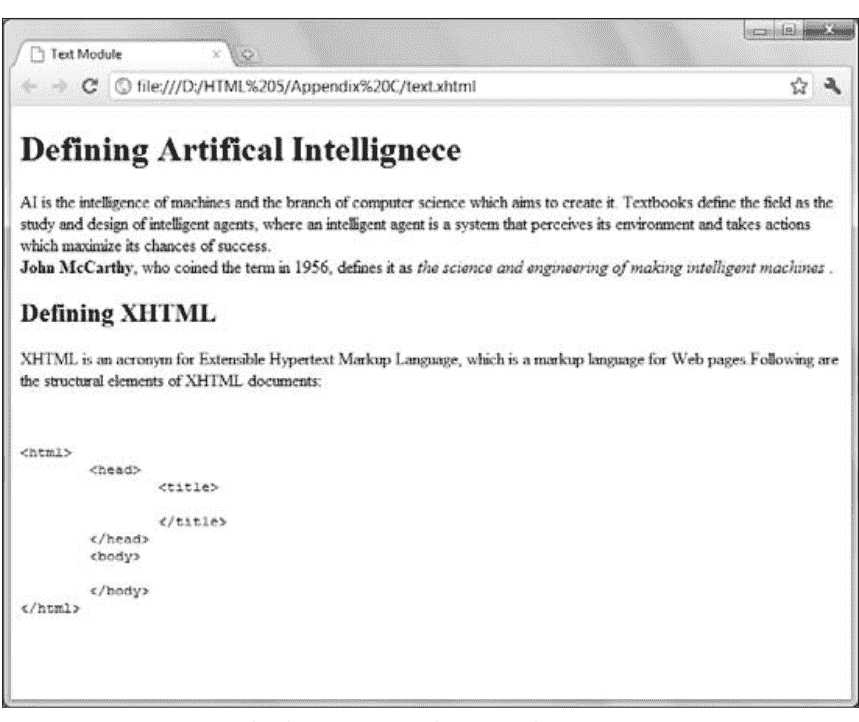 Text Module
file:///D:/HTML%205/Appendix%20C/text.xhtml
Defining Artifical Intellignece
AI is the intelligence of machines and the branch of computer science which aims to create it. Textbooks define the field as the
study and design of intelligent agents, where an intelligent agent is a system that perceives its environment and takes actions
which maximize its chances of success.
John McCarthy, who coined the term in 1956, defines it as the science and engineering of making intelligent machines .
Defining XHTML
XHTML is an acronym for Extensible Hypertext Markup Language, which is a markup language for Web pages.Following are
the structural elements of XHTML documents:
<html>
<head>
<title>
</title>
</head>
<body>
</body>
</html>